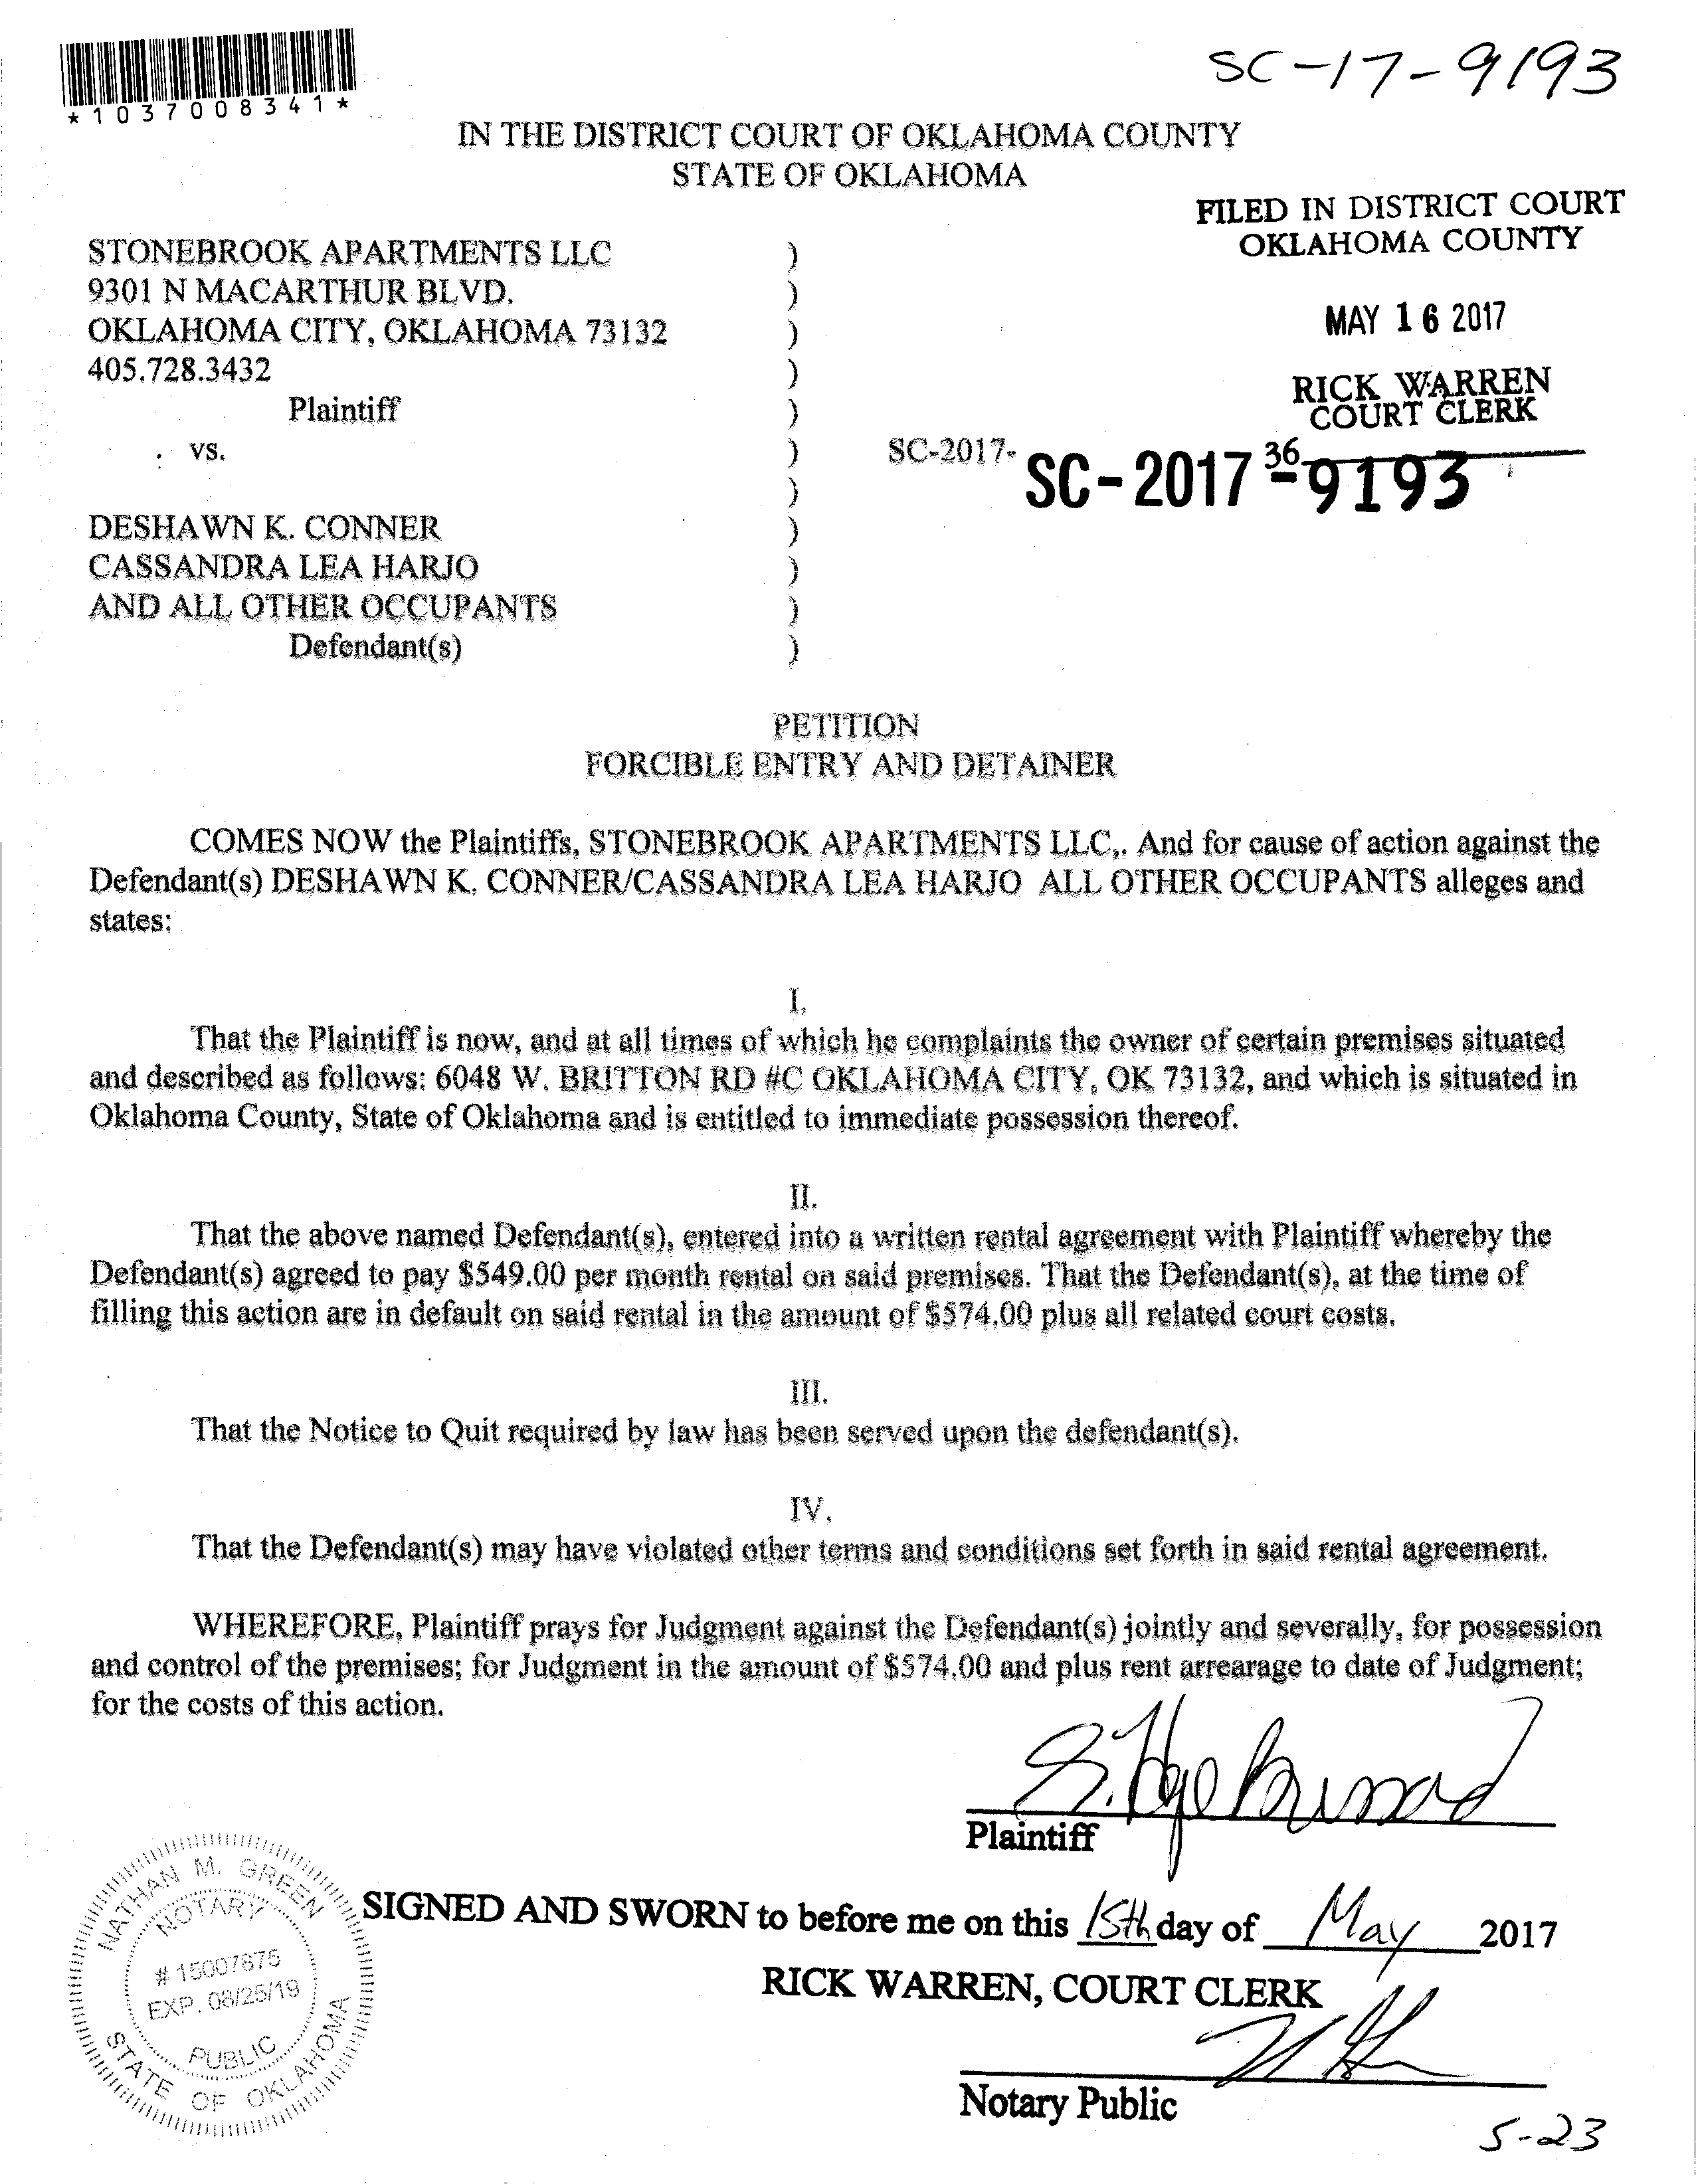 SC-17-9193
*1037008341*
IN THE DISTRICT COURT OF OKLAHOMA COUNTY
STATE OF OKLAHOMA
FILED IN DISTRICT COURT
OKLAHOMA COUNTY
MAY 16 2017
RICK WARREN
COURT CLERK
36
STONEBROOK APARTMENTS LLC )
9301 N MACARTHUR BLVD. )
OKLAHOMA CITY, OKLAHOMA 73132 )
405.728.3432 )
Plaintiff )
vs. ) SC-2017- SC-2017-9193
)
DESHAWN K. CONNER )
CASSANDRA LEA HARJO )
AND ALL OTHER OCCUPANTS )
Defendant(s) )
PETITION
FORCIBLE ENTRY AND DETAINER
COMES NOW the Plaintiffs, STONEBROOK APARTMENTS LLC,. And for cause of action against the
Defendant(s) DESHAWN K. CONNER/CASSANDRA LEA HARJO ALL OTHER OCCUPANTS alleges and
states:
I.
That the Plaintiff is now, and at all times of which he complaints the owner of certain premises situated
and described as follows: 6048 W. BRITTON RD #C OKLAHOMA CITY, OK 73132, and which is situated in
Oklahoma County, State of Oklahoma and is entitled to immediate possession thereof.
II.
That the above named Defendant(s), entered into a written rental agreement with Plaintiff whereby the
Defendant(s) agreed to pay $549.00 per month rental on said premises. That the Defendant(s), at the time of
filling this action are in default on said rental in the amount of $574.00 plus all related court costs.
III.
That the Notice to Quit required by law has been served upon the defendant(s).
IV.
That the Defendant(s) may have violated other terms and conditions set forth in said rental agreement.
WHEREFORE, Plaintiff prays for Judgment against the Defendant(s) jointly and severally, for possession
and control of the premises; for Judgment in the amount of $574.00 and plus rent arrearage to date of Judgment;
for the costs of this action.
Plaintiff
SIGNED AND SWORN to before me on this 15th day of May 2017
RICK WARREN, COURT CLERK
Notary Public
NATHAN M. GREEN
NOTARY
# 15007875
EXP. 08/25/19
PUBLIC
STATE OF OKLAHOMA
5-23